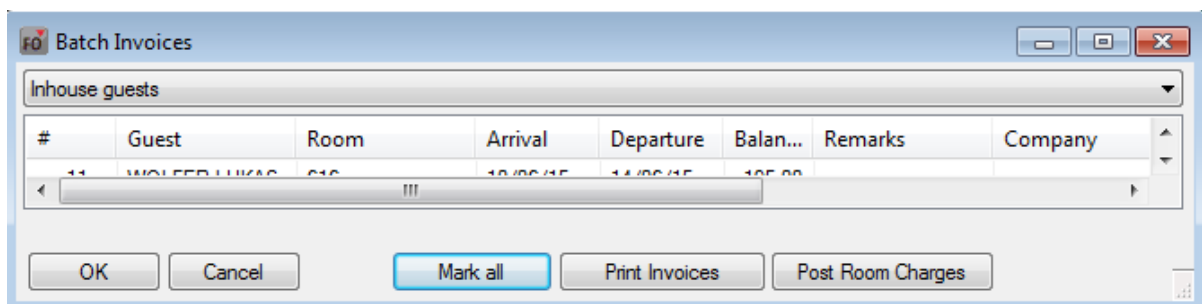 FO Batch Invoices
Inhouse guests
# Guest Room Arrival Departure Balan... Remarks Company
11
OK Cancel Mark all Print Invoices Post Room Charges